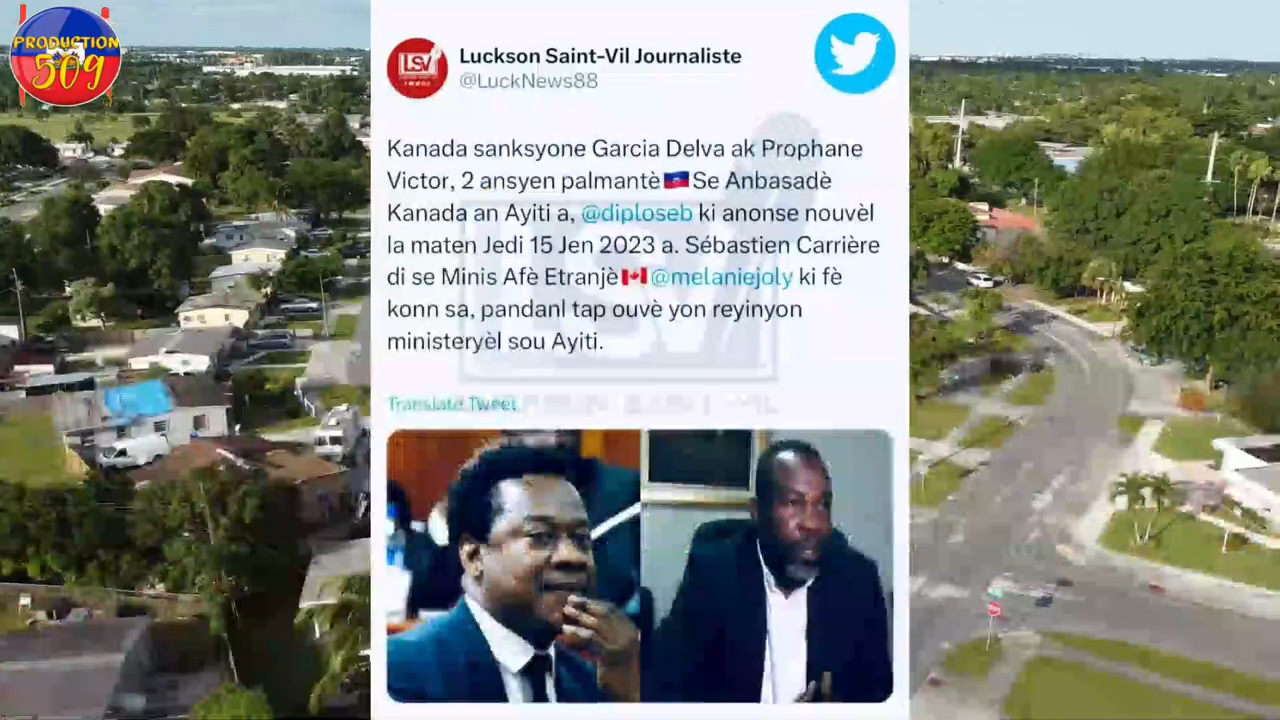 PRODUCTION
509
LSV
Luckson Saint-Vil Journaliste
@LuckNews88
Kanada sanksyone Garcia Delva ak Prophane
Victor, 2 ansyen palmantè🇭🇹Se Anbasadè
Kanada an Ayiti a, @diploseb ki anonse nouvèl
la maten Jedi 15 Jen 2023 a. Sébastien Carrière
di se Minis Afè Etranjè🇨🇦@melaniejoly ki fè
konn sa, pandanl tap ouvè yon reyinyon
ministeryèl sou Ayiti.
Translate Tweet